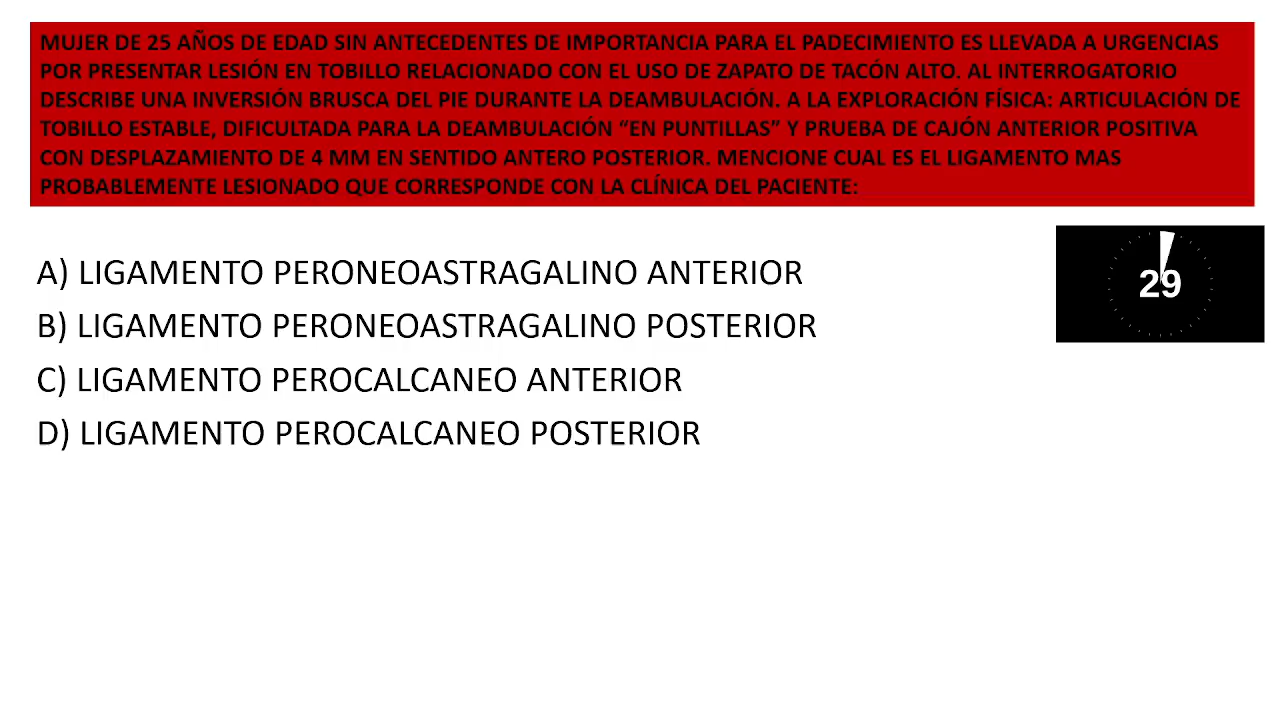 MUJER DE 25 AÑOS DE EDAD SIN ANTECEDENTES DE IMPORTANCIA PARA EL PADECIMIENTO ES LLEVADA A URGENCIAS
POR PRESENTAR LESIÓN EN TOBILLO RELACIONADO CON EL USO DE ZAPATO DE TACÓN ALTO. AL INTERROGATORIO
DESCRIBE UNA INVERSIÓN BRUSCA DEL PIE DURANTE LA DEAMBULACIÓN. A LA EXPLORACIÓN FÍSICA: ARTICULACIÓN DE
TOBILLO ESTABLE, DIFICULTADA PARA LA DEAMBULACIÓN “EN PUNTILLAS” Y PRUEBA DE CAJÓN ANTERIOR POSITIVA
CON DESPLAZAMIENTO DE 4 MM EN SENTIDO ANTERO POSTERIOR. MENCIONE CUAL ES EL LIGAMENTO MAS
PROBABLEMENTE LESIONADO QUE CORRESPONDE CON LA CLÍNICA DEL PACIENTE:
A) LIGAMENTO PERONEOASTRAGALINO ANTERIOR
B) LIGAMENTO PERONEOASTRAGALINO POSTERIOR
C) LIGAMENTO PEROCALCANEO ANTERIOR
D) LIGAMENTO PEROCALCANEO POSTERIOR
29